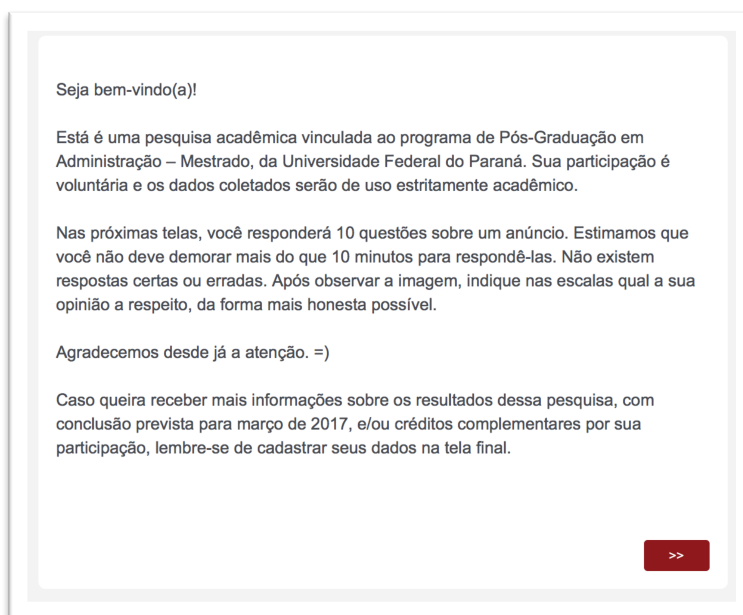 Seja bem-vindo(a)!
Está é uma pesquisa acadêmica vinculada ao programa de Pós-Graduação em
Administração – Mestrado, da Universidade Federal do Paraná. Sua participação é
voluntária e os dados coletados serão de uso estritamente acadêmico.
Nas próximas telas, você responderá 10 questões sobre um anúncio. Estimamos que
você não deve demorar mais do que 10 minutos para respondê-las. Não existem
respostas certas ou erradas. Após observar a imagem, indique nas escalas qual a sua
opinião a respeito, da forma mais honesta possível.
Agradecemos desde já a atenção. =)
Caso queira receber mais informações sobre os resultados dessa pesquisa, com
conclusão prevista para março de 2017, e/ou créditos complementares por sua
participação, lembre-se de cadastrar seus dados na tela final.
>>